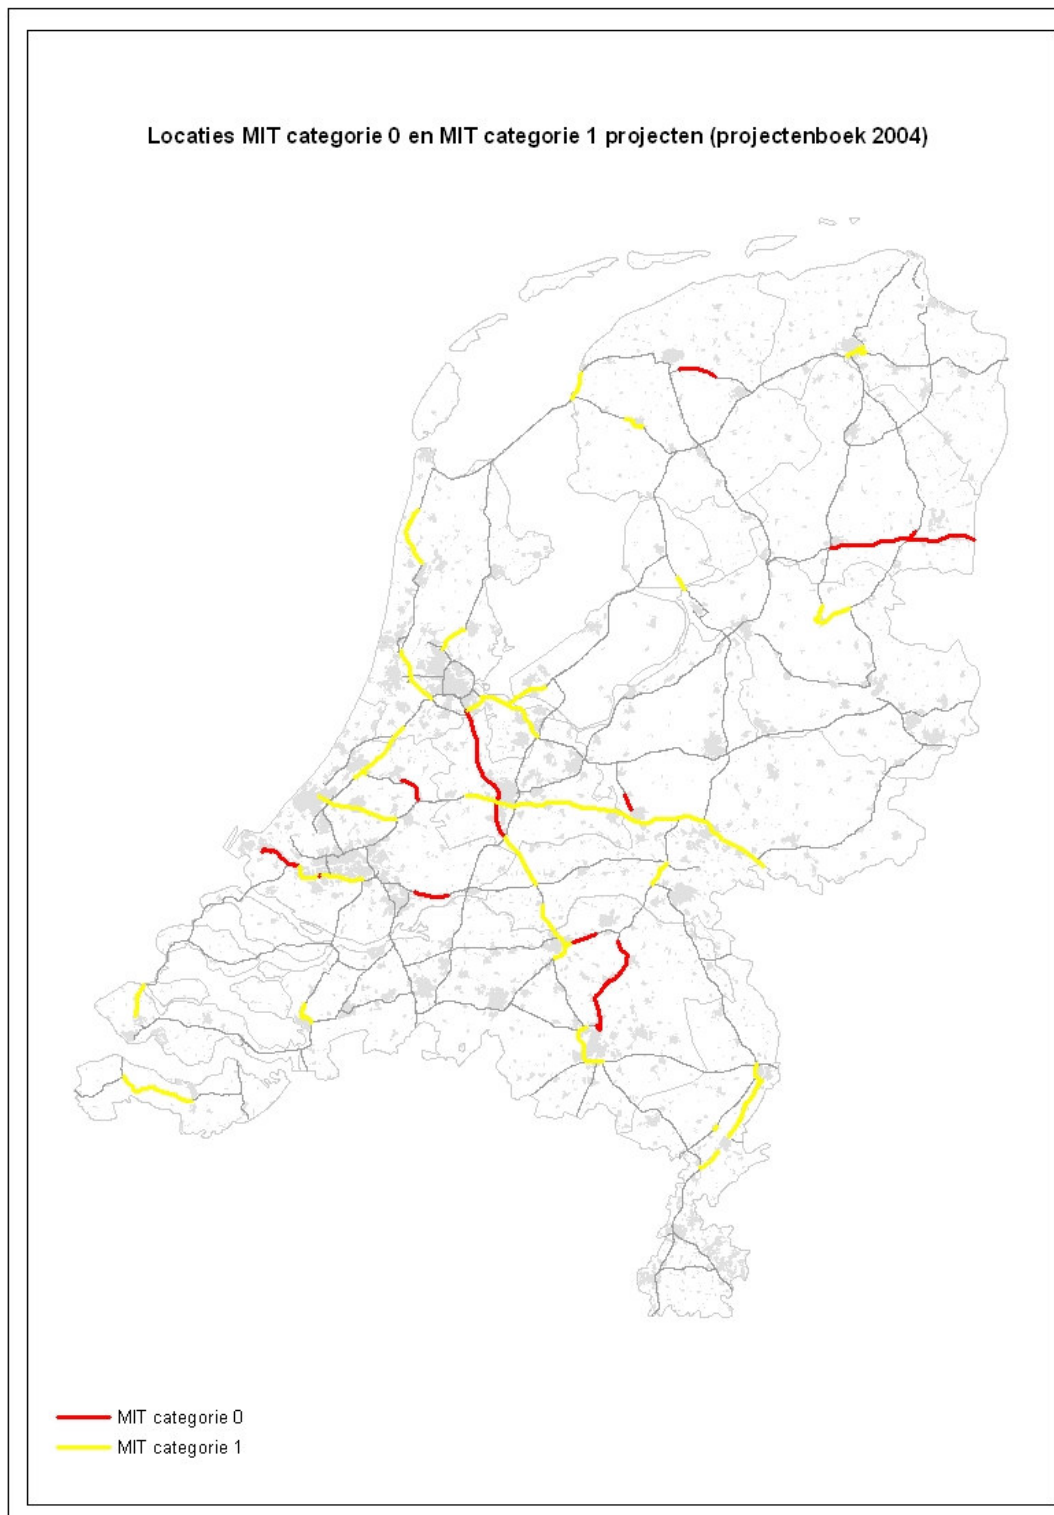 Locaties MIT categorie 0 en MIT categorie 1 projecten (projectenboek 2004)
MIT categorie 0
MIT categorie 1